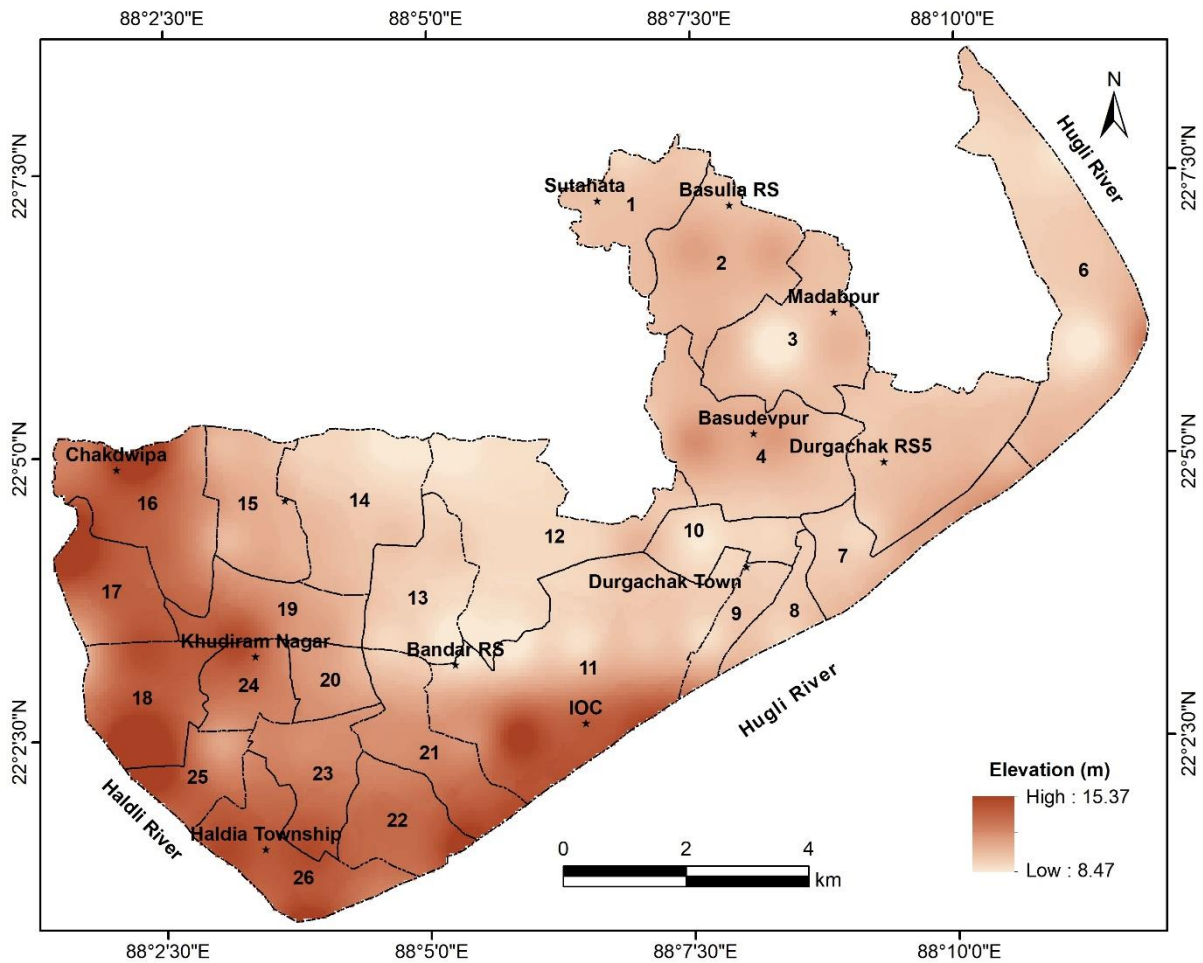 88°2'30"E
88°5'0"E
88°7'30"E
88°10'0"E
N
Hugli River
22°7'30"N
22°7'30"N
Sutahata
Basulia RS
1
2
6
Madabpur
3
Basudevpur
Durgachak RS5
4
22°5'0"N
22°5'0"N
Chakdwipa
16
15
14
12
10
7
Durgachak Town
17
13
19
9
8
Khudiram Nagar
Bandar RS
11
24
20
18
IOC
Hugli River
22°2'30"N
22°2'30"N
21
25
23
Haldli River
Haldia Township
22
26
Elevation (m)
High : 15.37
Low : 8.47
0
2
4
km
88°2'30"E
88°5'0"E
88°7'30"E
88°10'0"E